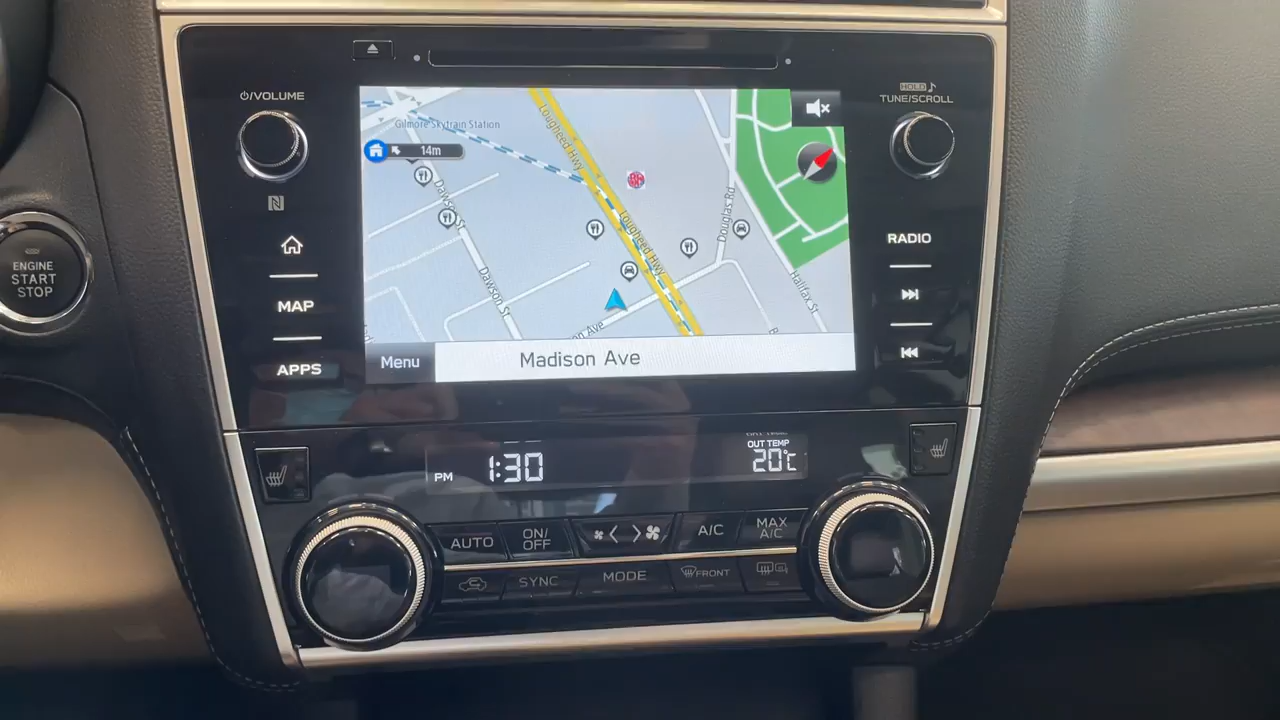 ⏻/VOLUME
HOLD ♪
TUNE/SCROLL
Gilmore Skytrain Station
14m
Lougheed Hwy
Lougheed Hwy
Dawson St
Dawson St
Douglas Rd
Halifax St
n Ave
Menu
Madison Ave
MAP
APPS
RADIO
ENGINE
START
STOP
PM 1:30
OUT TEMP
20℃
AUTO
ON/
OFF
A/C
MAX
A/C
SYNC
MODE
FRONT